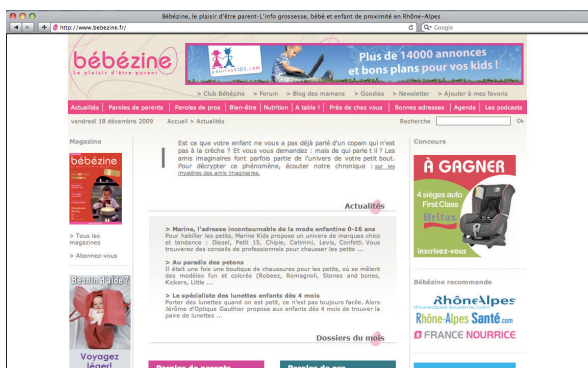 Bébézine, le plaisir d'être parent-L'info grossesse, bébé et enfant de proximité en Rhône-Alpes
http://www.bebezine.fr/
Google
bébézine
le plaisir d'être parent
Plus de 14000 annonces
et bons plans pour vos kids !
> Club Bébézine > Forum > Blog des mamans > Goodies > Newsletter > Ajouter à mes favoris
Actualités | Paroles de parents | Paroles de pros | Bien-être | Nutrition | A table ! | Près de chez vous | Bonnes adresses | Agenda | Les podcasts
vendredi 18 décembre 2009 Accueil > Actualités Recherche Ok
Magazine
bébézine
> Tous les
magazines
> Abonnez-vous
Besoin d'aide?
Voyagez
léger!
Est ce que votre enfant ne vous a pas déjà parlé d'un copain qui n'est
pas à la crèche ? Et vous vous demandez : mais de qui parle t il ? Les
amis imaginaires font parfois partie de l'univers de votre petit bout.
Pour décrypter ce phénomène, écouter notre chronique : sur les
mystères des amis imaginaires.
Actualités
> Marine, l'adresse incontournable de la mode enfantine 0-16 ans
Pour habiller les petits, Marine Kids propose un univers de marques chics
et tendance : Diesel, Petit 15, Chipie, Catimini, Levis, Confetti. Vous
trouverez des conseils de professionnels pour chausser les petits ...
> Au paradis des petons
Il était une fois une boutique de chaussures pour les petits, où se mêlent
des modèles fun et colorés (Robeez, Romagnoli, Stones and bones,
Kickers, Little ...
> Le spécialiste des lunettes enfants dès 4 mois
Porter des lunettes quand on est petit, ce n'est pas toujours facile. Alors
Jérôme d'Optique Gauthier propose aux enfants dès 4 mois de trouver la
paire de lunettes ...
Dossiers du mois
Paroles de parents
Paroles de pro
Concours
À GAGNER
4 sièges auto
First Class
Britax
inscrivez-vous
Bébézine recommande
RhôneAlpes
Rhône-Alpes Santé.com
FRANCE NOURRICE